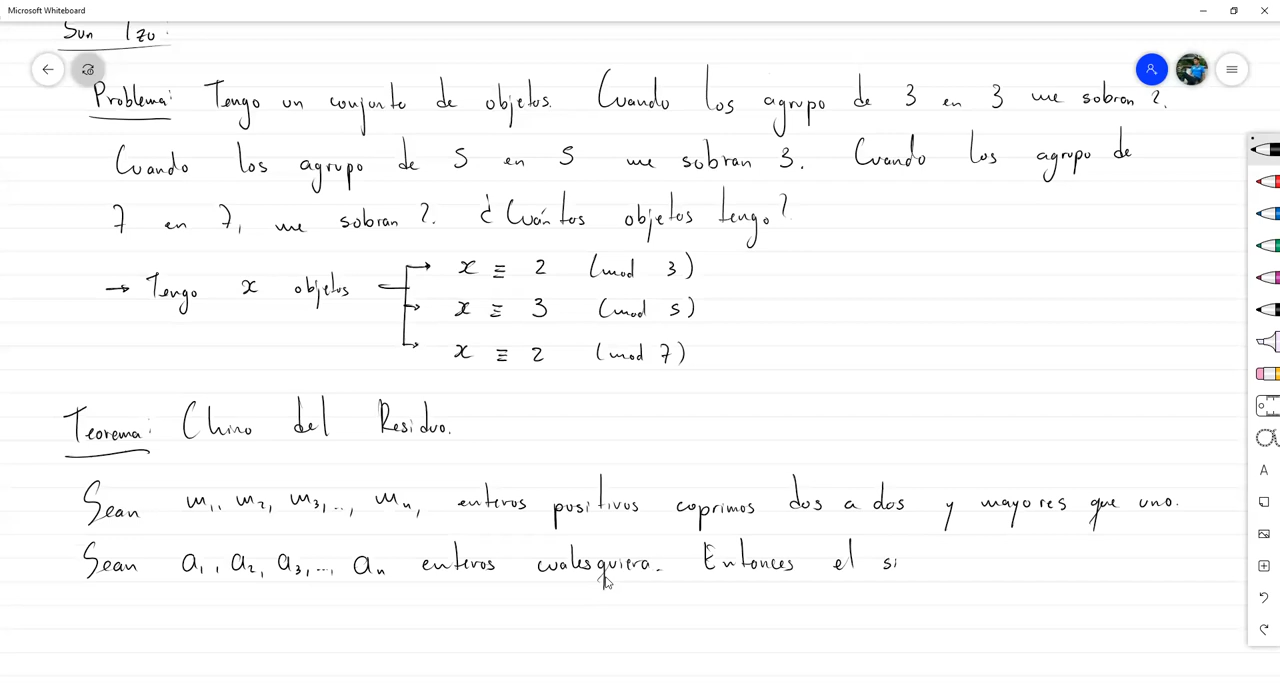 Microsoft Whiteboard
Sun Tzu:
Problema: Tengo un conjunto de objetos. Cuando los agrupo de 3 en 3 me sobran 2.
Cuando los agrupo de 5 en 5 me sobran 3. Cuando los agrupo de
7 en 7, me sobran 2. ¿Cuántos objetos tengo?
→ Tengo x objetos
x ≡ 2 (mod 3)
x ≡ 3 (mod 5)
x ≡ 2 (mod 7)
Teorema: Chino del Residuo.
Sean m₁, m₂, m₃,..., mₙ, enteros positivos coprimos dos a dos y mayores que uno.
Sean a₁, a₂, a₃,..., aₙ enteros cualesquiera. Entonces el si
A